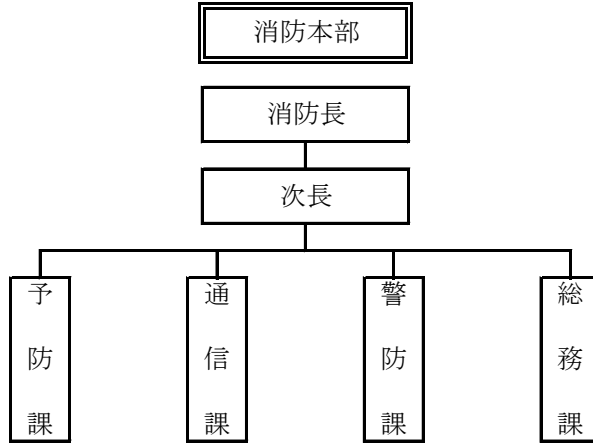 消防本部
消防長
次長
予防課
通信課
警防課
総務課